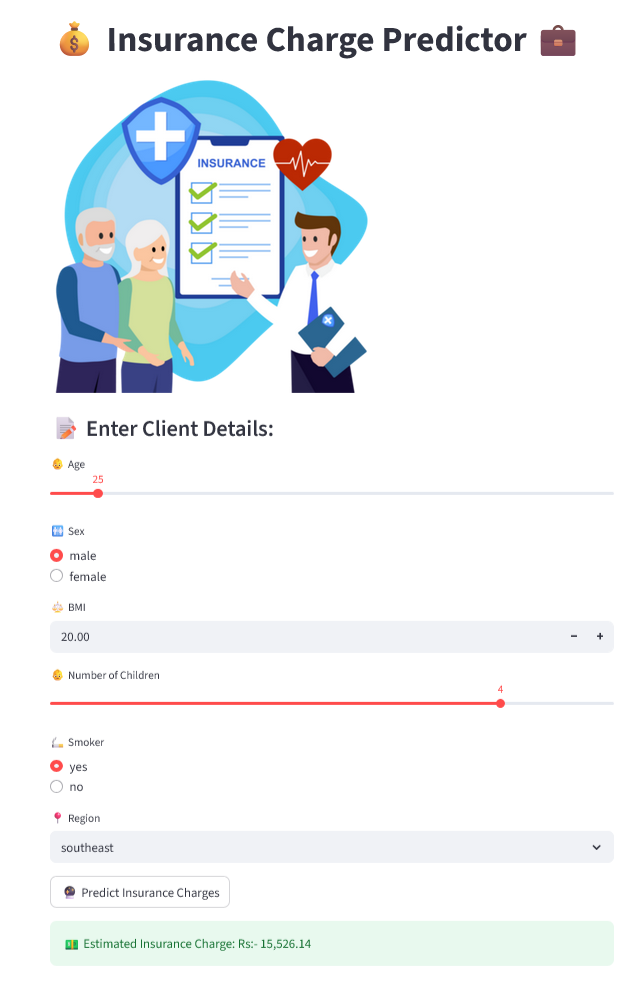 💰 Insurance Charge Predictor 💼
INSURANCE
📝 Enter Client Details:
👴 Age
25
🚻 Sex
male
female
⚖️ BMI
20.00
− +
👶 Number of Children
4
🚬 Smoker
yes
no
📍 Region
southeast
🔮 Predict Insurance Charges
💵 Estimated Insurance Charge: Rs:- 15,526.14